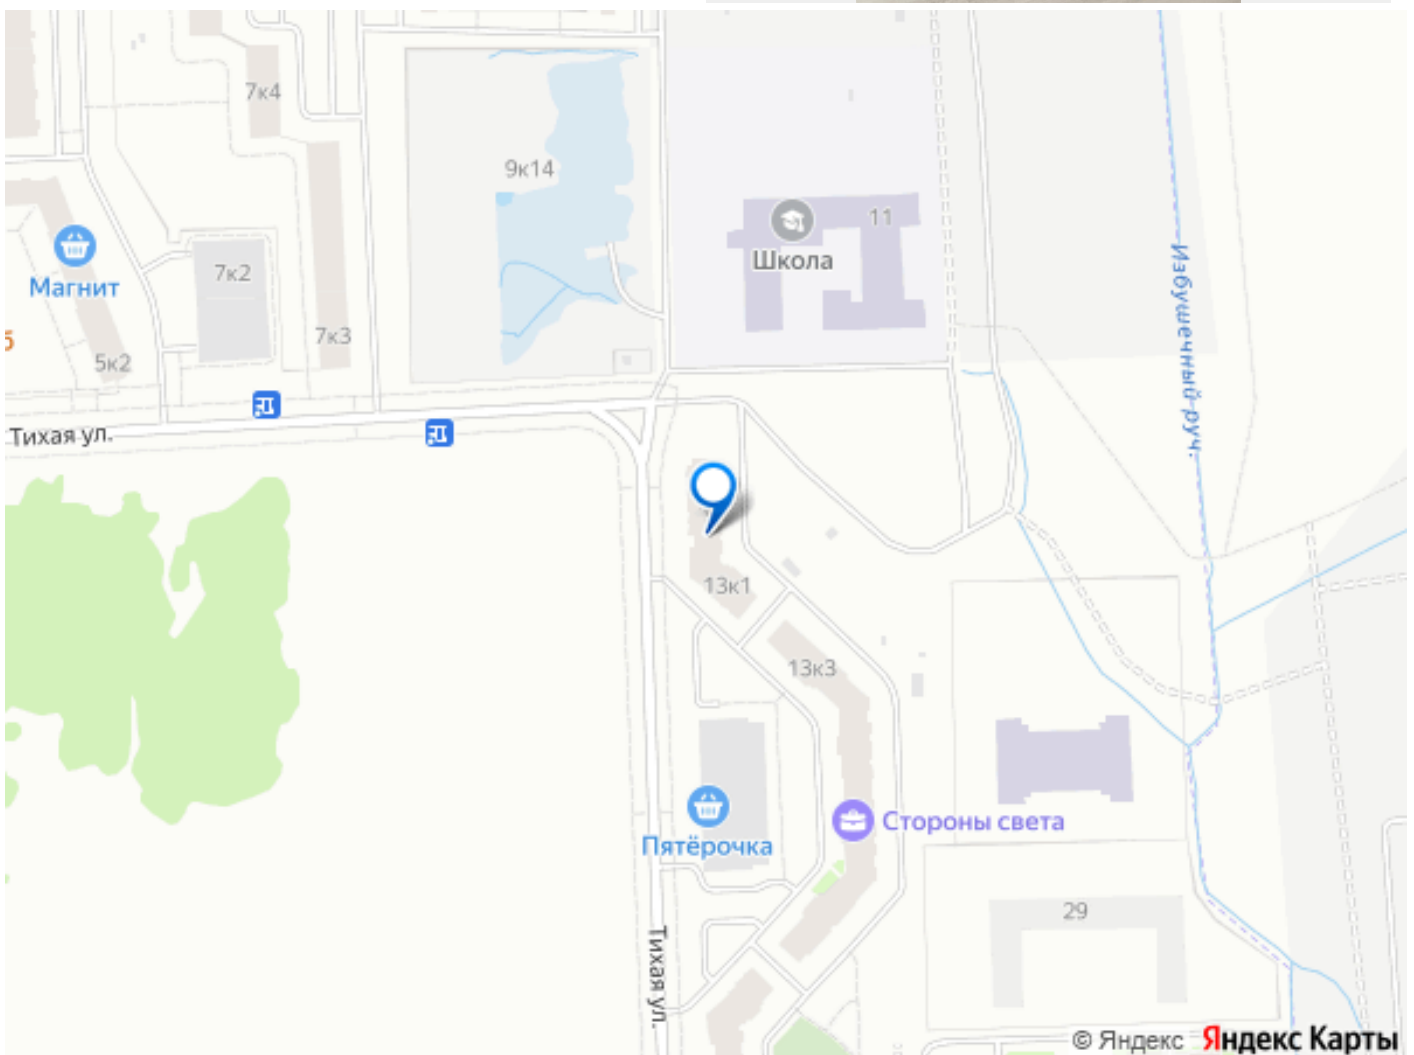 7к4
9к14
11
Школа
Магнит
7к2
7к3
5к2
Избушечный руч.
Тихая ул.
13к1
13к3
Пятёрочка
Стороны света
29
Тихая ул.
© Яндекс Яндекс Карты